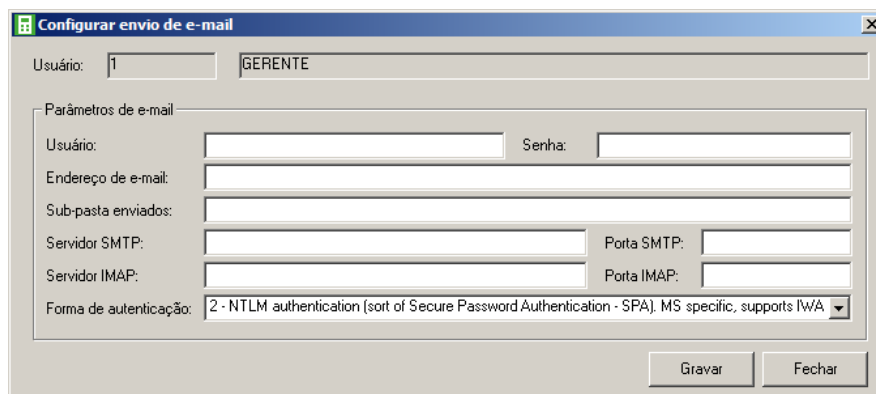 Configurar envio de e-mail
Usuário: 1 GERENTE
Parâmetros de e-mail
Usuário: Senha:
Endereço de e-mail:
Sub-pasta enviados:
Servidor SMTP: Porta SMTP:
Servidor IMAP: Porta IMAP:
Forma de autenticação: 2 - NTLM authentication (sort of Secure Password Authentication - SPA). MS specific, supports IWA
Gravar Fechar